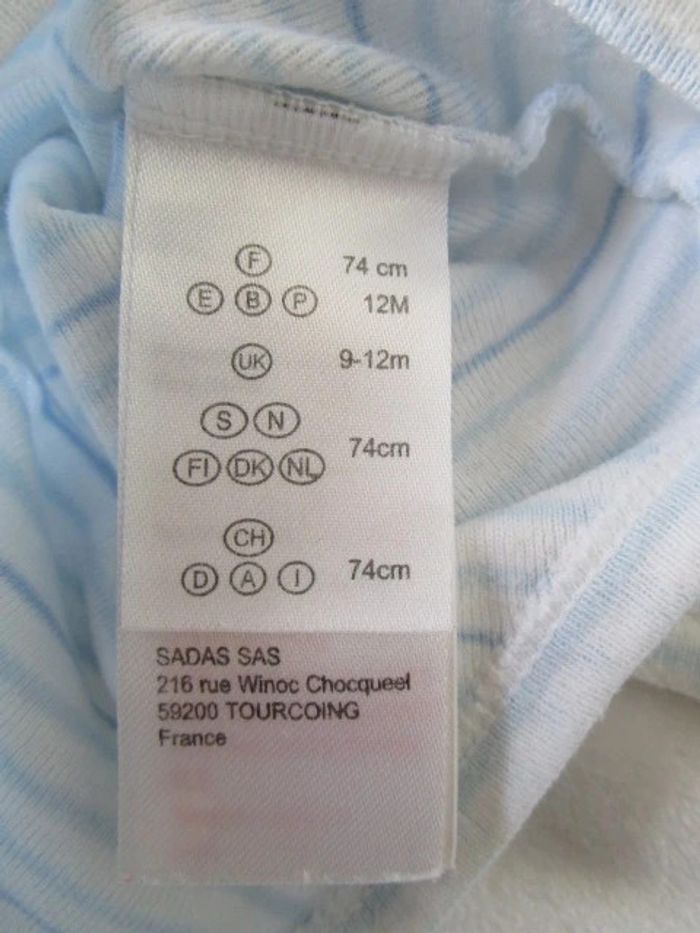 F 74 cm
E B P 12M
UK 9-12m
S N
FI DK NL 74cm
CH
D A I 74cm
SADAS SAS
216 rue Winoc Chocqueel
59200 TOURCOING
France